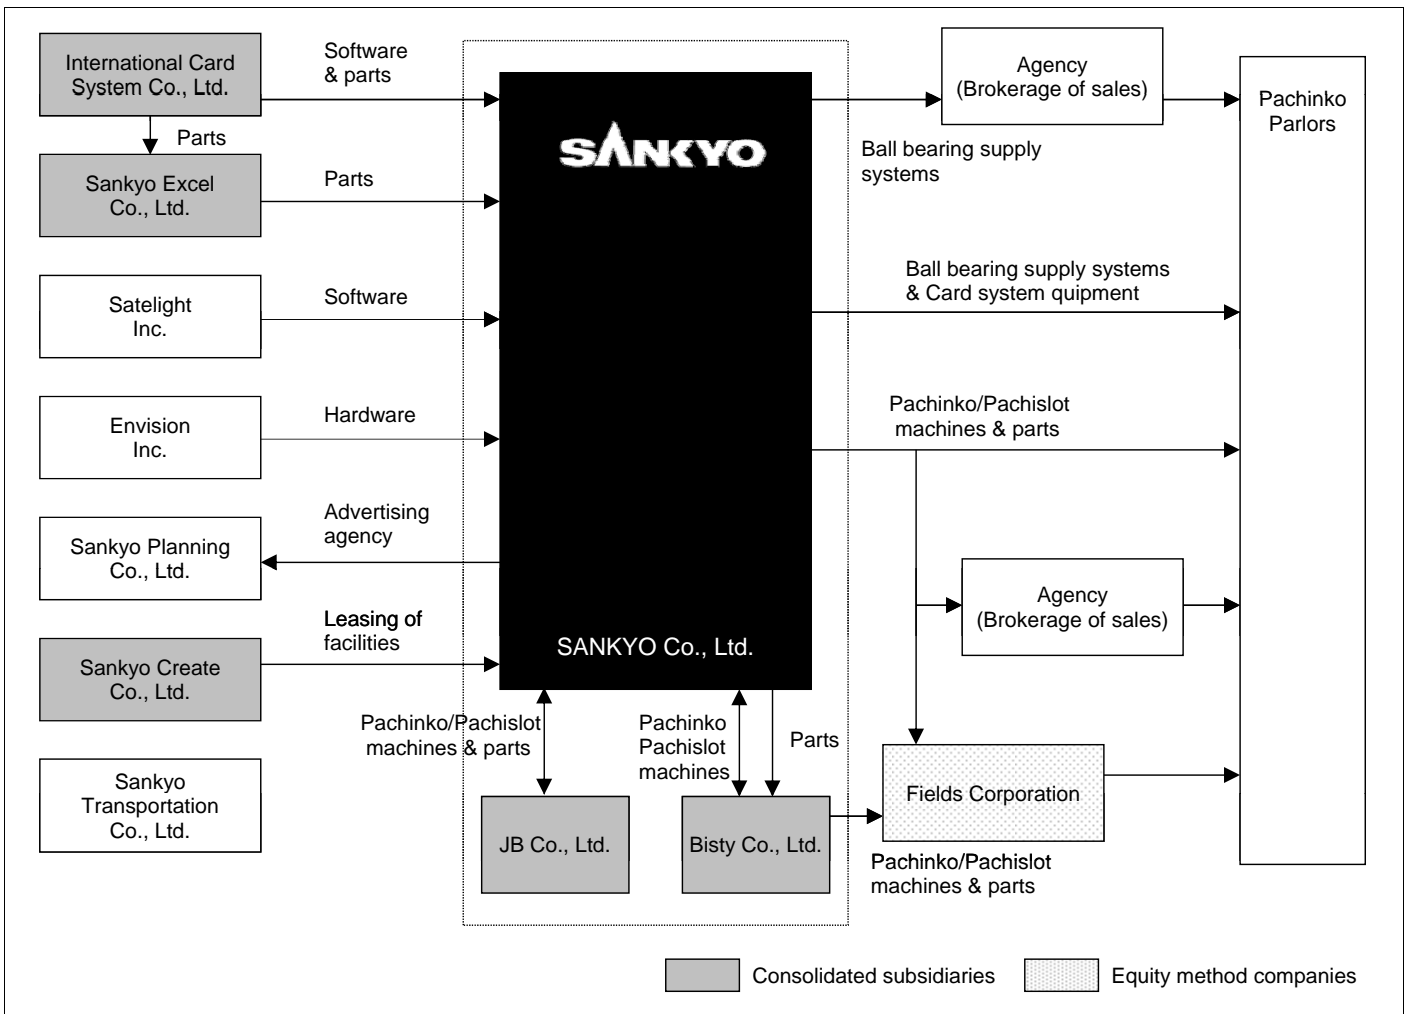 International Card
System Co., Ltd.
Software
& parts
Parts
Sankyo Excel
Co., Ltd.
Parts
Satelight
Inc.
Software
Envision
Inc.
Hardware
Sankyo Planning
Co., Ltd.
Advertising
agency
Sankyo Create
Co., Ltd.
Leasing of
facilities
Sankyo
Transportation
Co., Ltd.
SANKYO
SANKYO Co., Ltd.
Pachinko/Pachislot
machines & parts
Pachinko
Pachislot
machines
Parts
JB Co., Ltd.
Bisty Co., Ltd.
Agency
(Brokerage of sales)
Ball bearing supply
systems
Ball bearing supply systems
& Card system quipment
Pachinko/Pachislot
machines & parts
Agency
(Brokerage of sales)
Fields Corporation
Pachinko/Pachislot
machines & parts
Pachinko
Parlors
Consolidated subsidiaries
Equity method companies